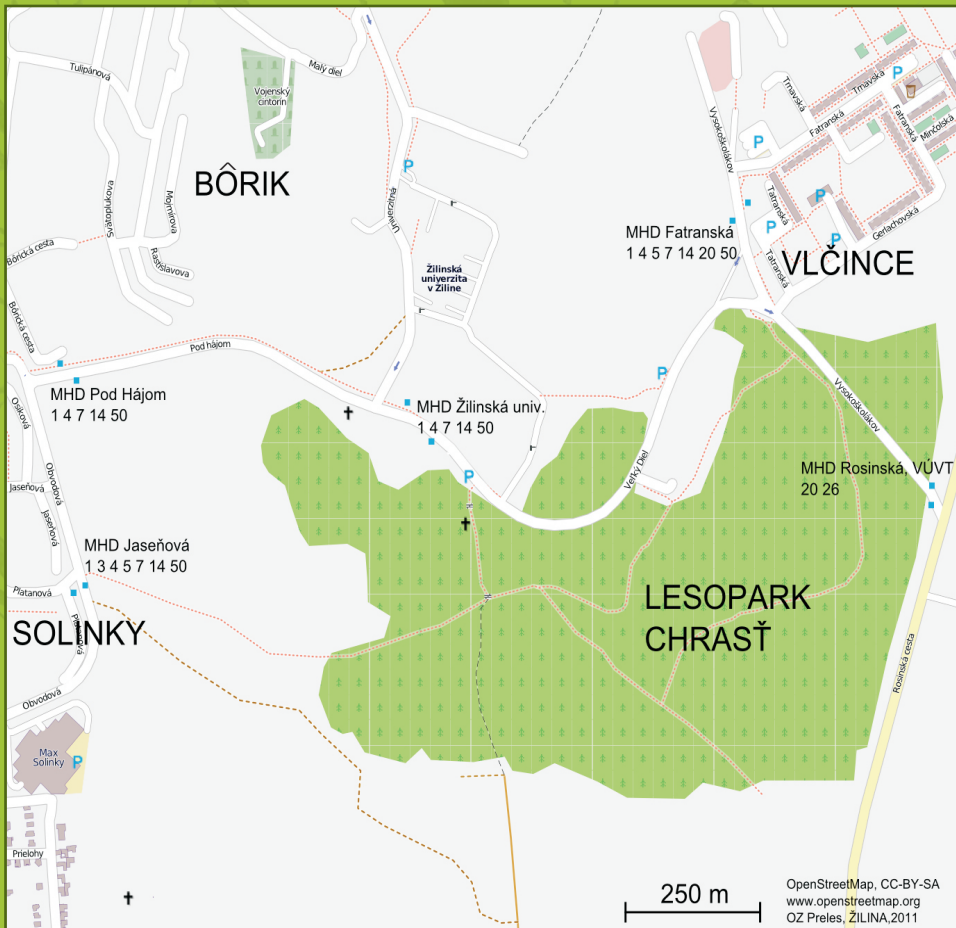 Tulipánová
Malý diel
Vojenský
cintorín
BÔRIK
Svätoplukova
Mojmírova
Rastislavova
Bôrická cesta
Bôrická cesta
Univerzitná
P
Žilinská
univerzita
v Žiline
Vysokoškolákov
Trnavská
Trnavská
Fatranská
Fatranská
Minčolská
P
P
P
P
P
Tatranská
Tatranská
Gerlachovská
MHD Fatranská
1 4 5 7 14 20 50
VLČINCE
Pod hájom
MHD Pod Hájom
1 4 7 14 50
MHD Žilinská univ.
1 4 7 14 50
P
P
Veľký Diel
Vysokoškolákov
MHD Rosinská, VÚVT
20 26
Osiková
Obvodová
Jaseňová
Jaseňová
MHD Jaseňová
1 3 4 5 7 14 50
Platanová
Platanová
SOLINKY
Obvodová
LESOPARK
CHRASŤ
Rosinská cesta
Max
Solinky
P
Prielohy
250 m
OpenStreetMap, CC-BY-SA
www.openstreetmap.org
OZ Preles, ŽILINA,2011